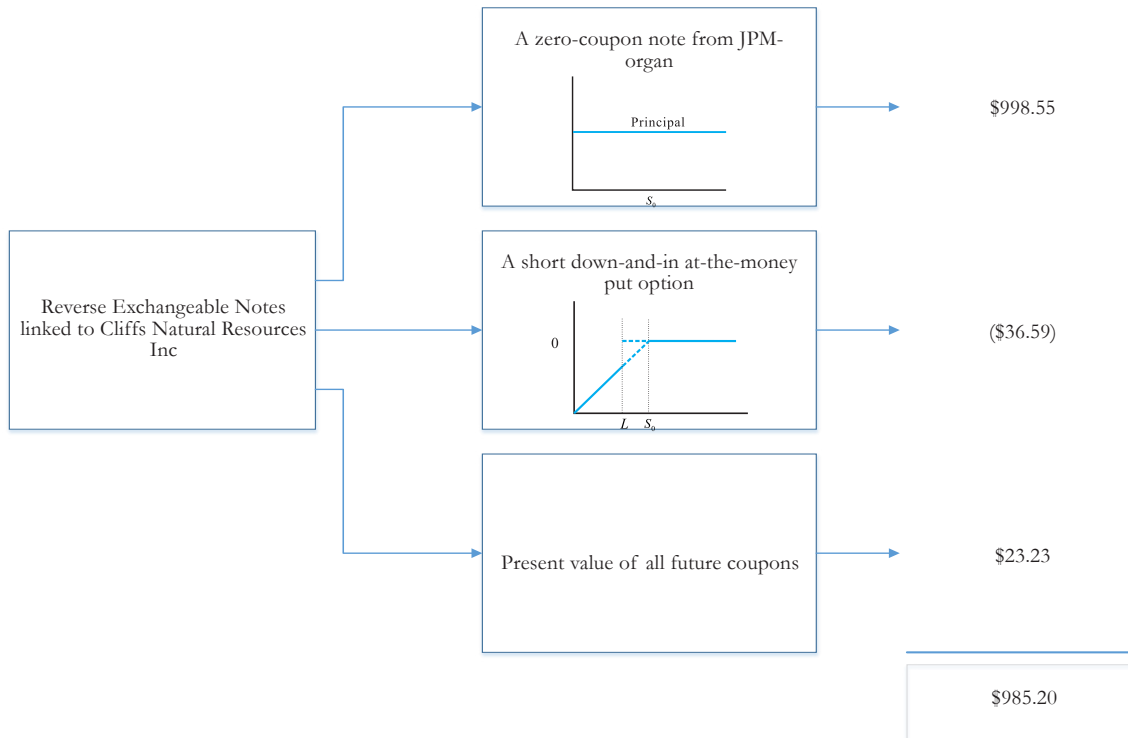 A zero-coupon note from JPM-
organ
Principal
S₀
$998.55
Reverse Exchangeable Notes
linked to Cliffs Natural Resources
Inc
A short down-and-in at-the-money
put option
0
L S₀
($36.59)
Present value of all future coupons
$23.23
$985.20